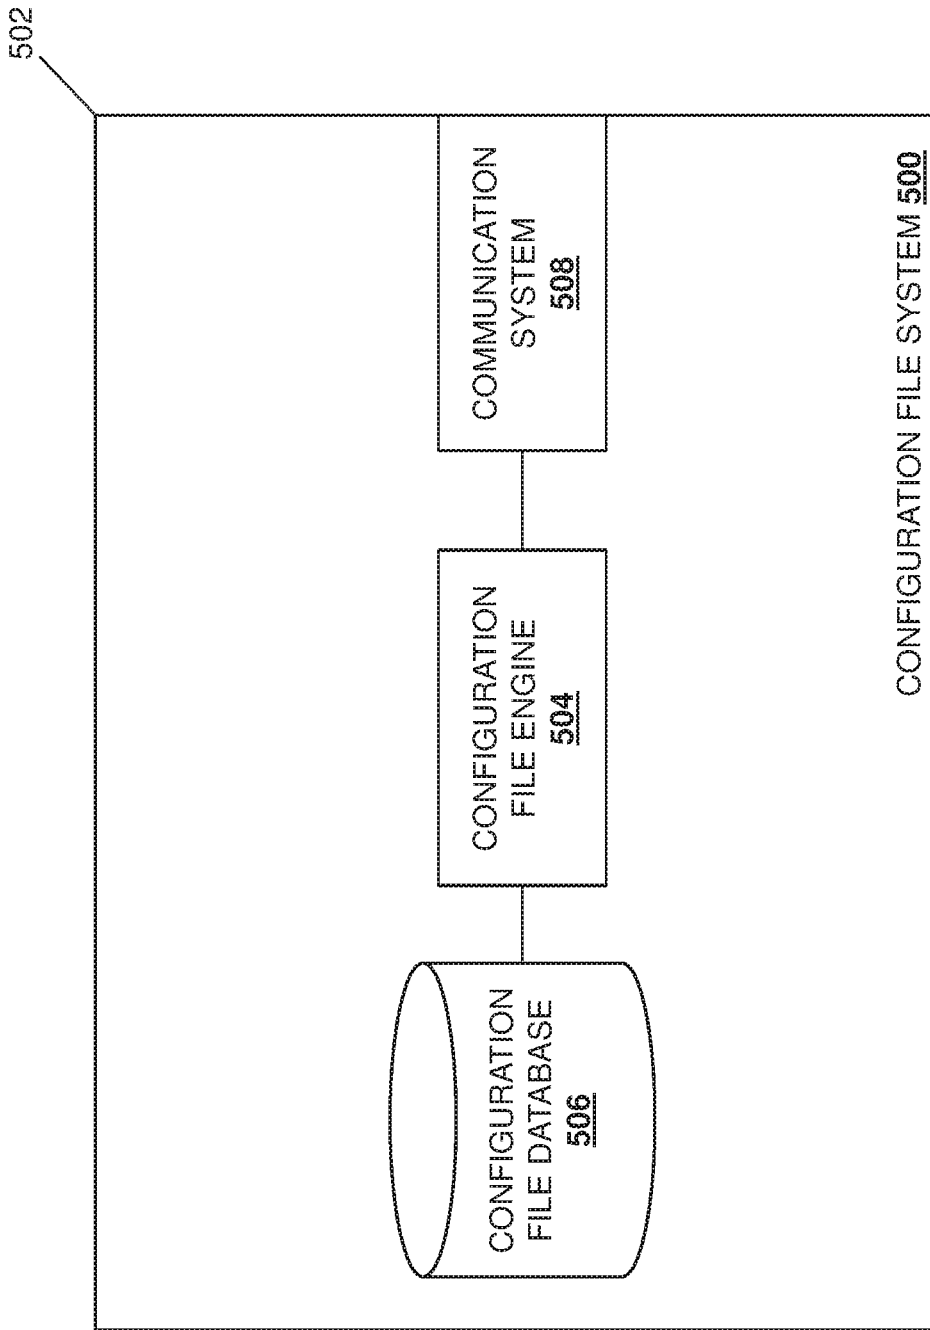 502
CONFIGURATION
FILE DATABASE
506
CONFIGURATION
FILE ENGINE
504
COMMUNICATION
SYSTEM
508
CONFIGURATION FILE SYSTEM 500